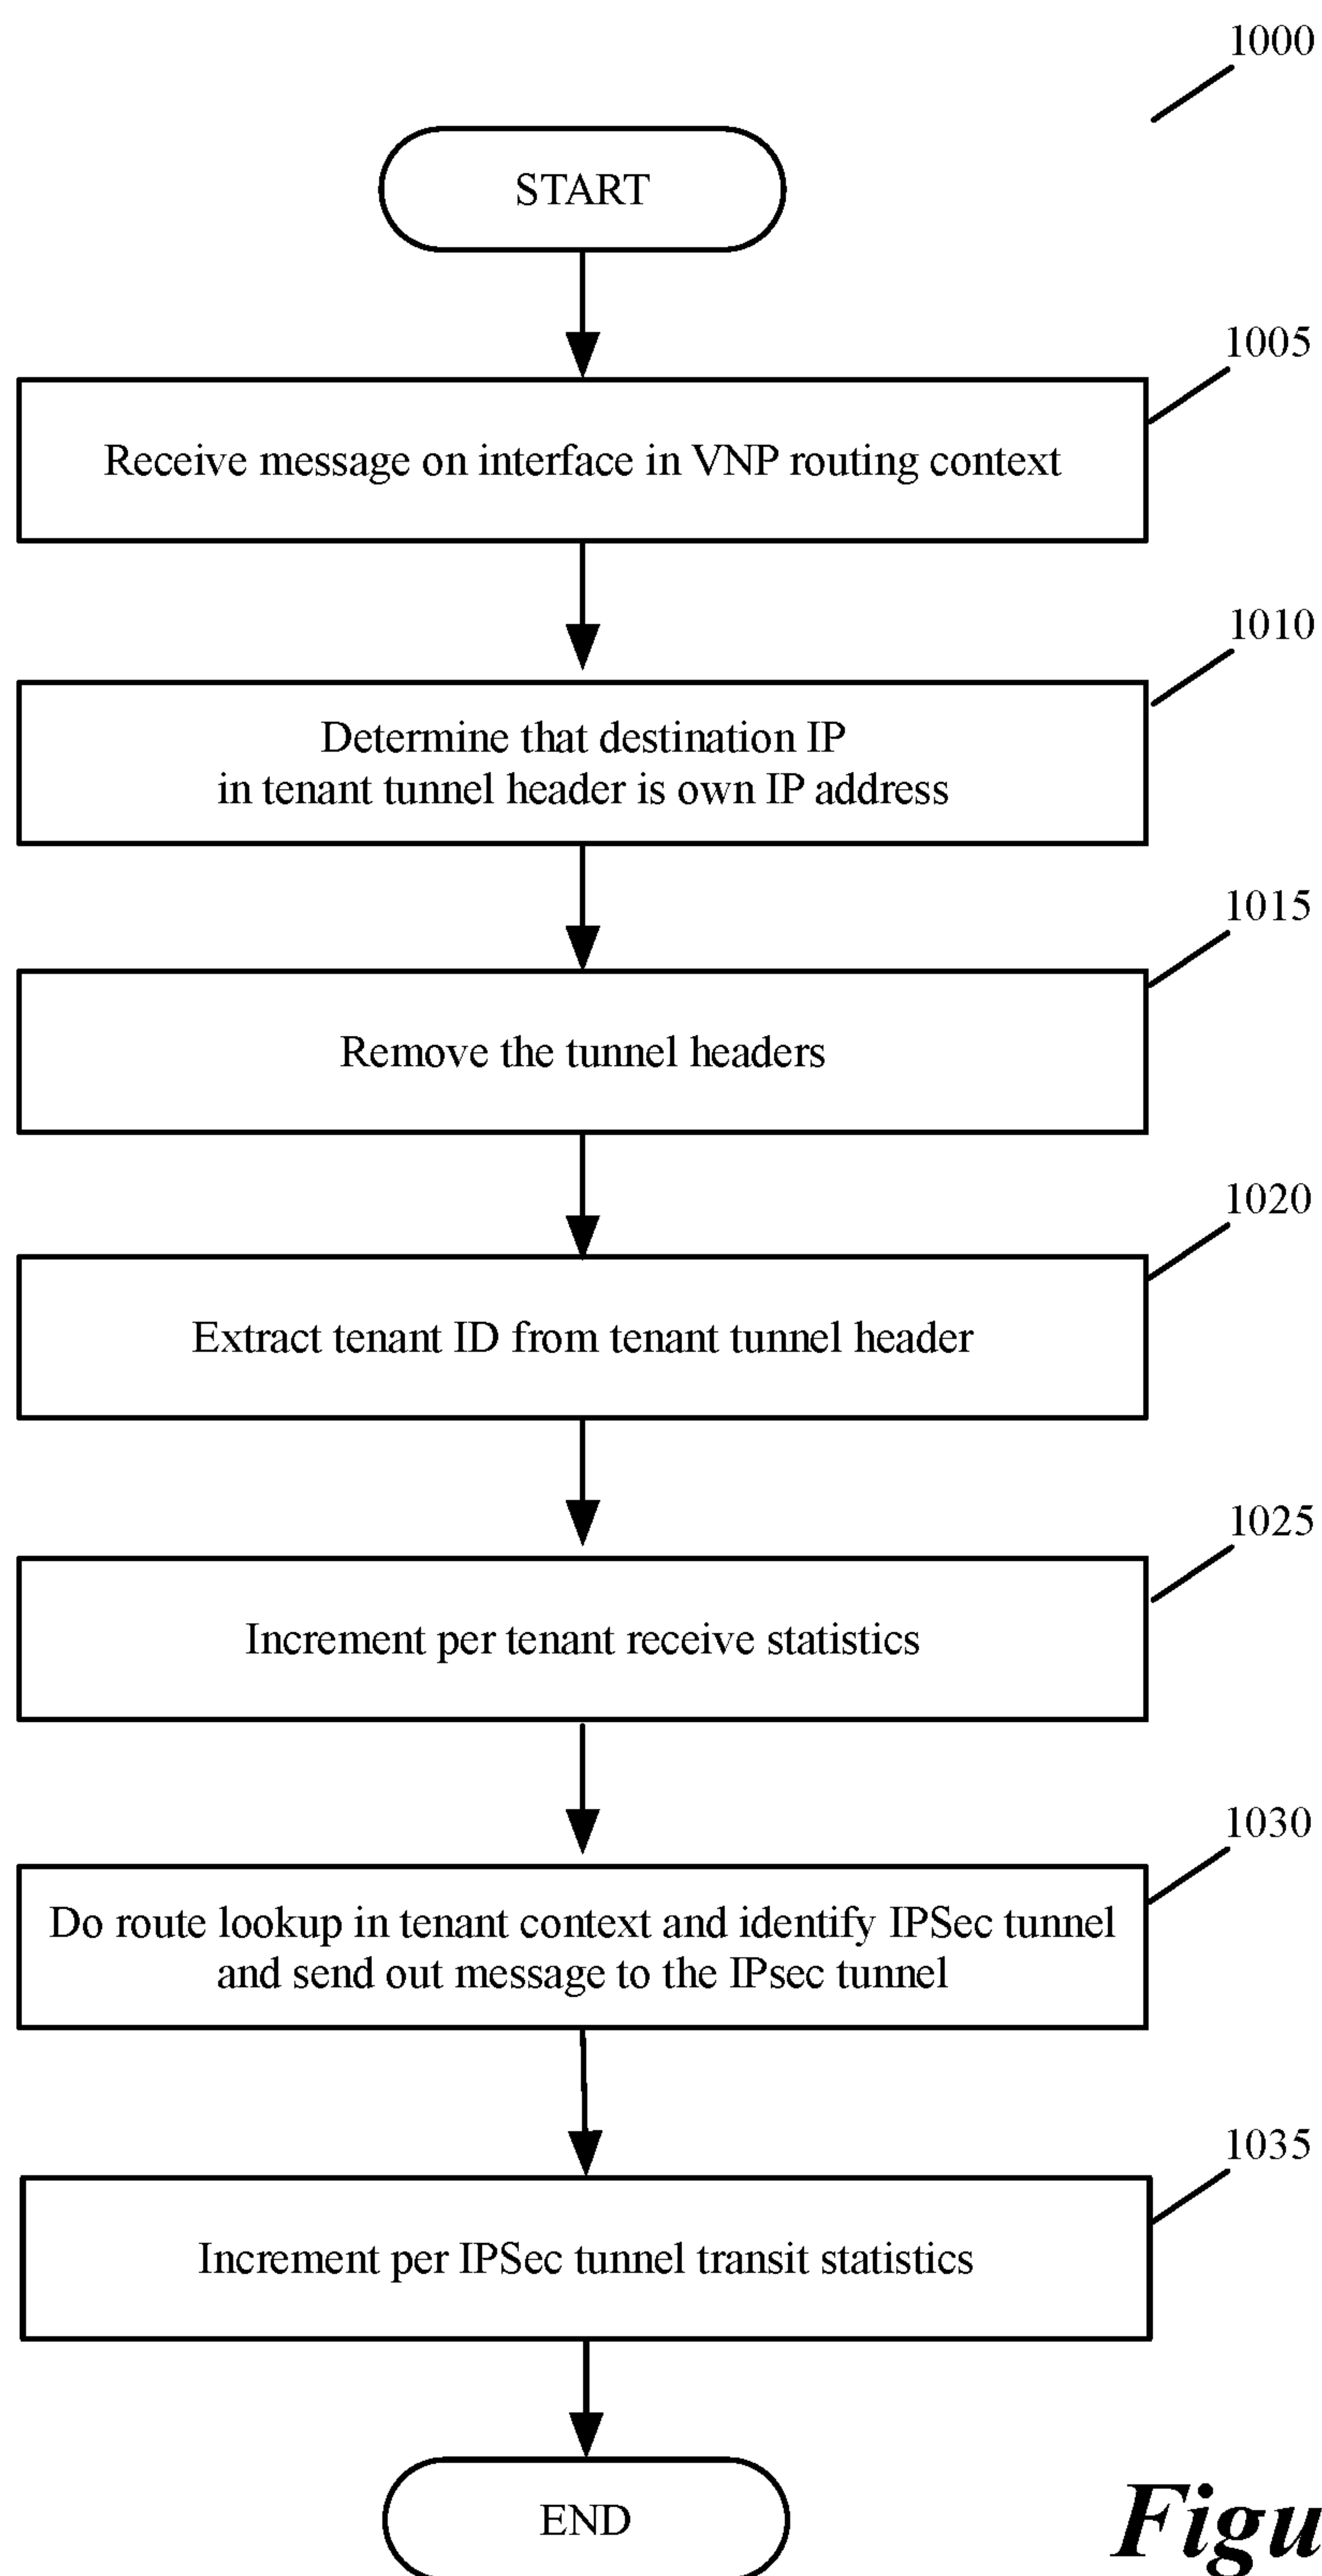 1000
START
1005
Receive message on interface in VNP routing context
1010
Determine that destination IP
in tenant tunnel header is own IP address
1015
Remove the tunnel headers
1020
Extract tenant ID from tenant tunnel header
1025
Increment per tenant receive statistics
1030
Do route lookup in tenant context and identify IPSec tunnel
and send out message to the IPsec tunnel
1035
Increment per IPSec tunnel transit statistics
END
Figu